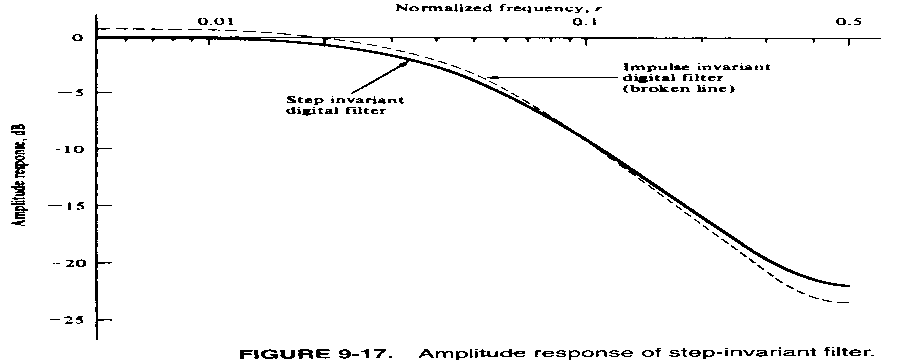 Normalized frequency, r
0.01
0.1
0.5
0
Impulse invariant
digital filter
(broken line)
-5
Step invariant
digital filter
-10
Amplitude response, dB
-15
-20
-25
FIGURE 9-17. Amplitude response of step-invariant filter.